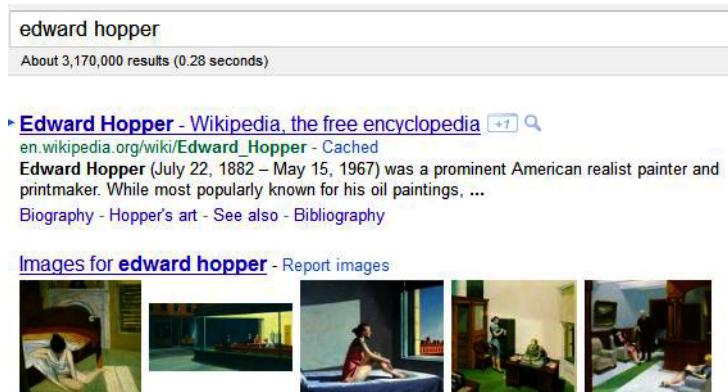 edward hopper
About 3,170,000 results (0.28 seconds)
Edward Hopper - Wikipedia, the free encyclopedia +1
en.wikipedia.org/wiki/Edward_Hopper - Cached
Edward Hopper (July 22, 1882 – May 15, 1967) was a prominent American realist painter and
printmaker. While most popularly known for his oil paintings, ...
Biography - Hopper's art - See also - Bibliography
Images for edward hopper - Report images